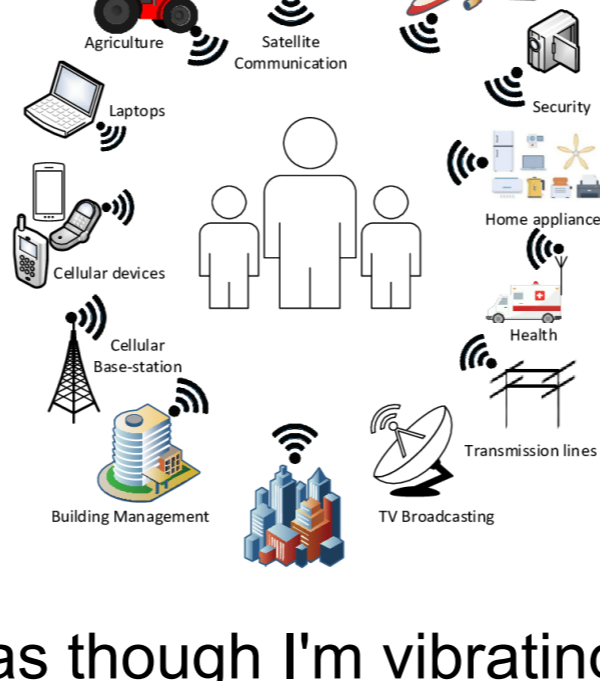 Agriculture
Satellite
Communication
Laptops
Security
Home appliance
Cellular devices
Health
Cellular
Base-station
Transmission lines
Building Management
TV Broadcasting
as though I'm vibrating